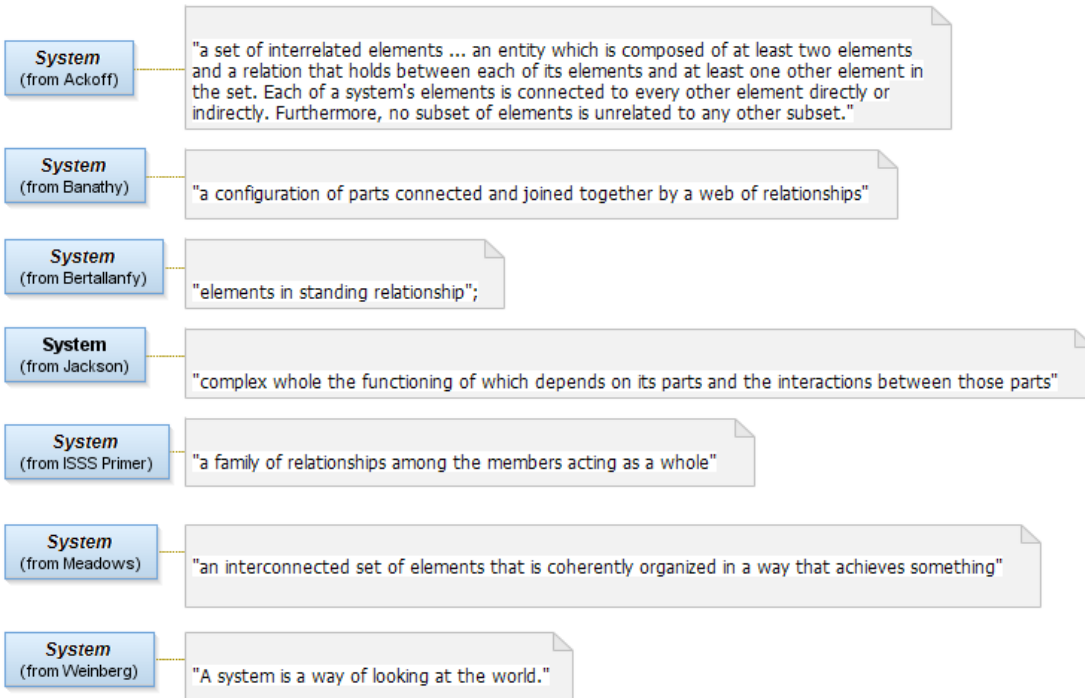 System
(from Ackoff)
"a set of interrelated elements ... an entity which is composed of at least two elements
and a relation that holds between each of its elements and at least one other element in
the set. Each of a system's elements is connected to every other element directly or
indirectly. Furthermore, no subset of elements is unrelated to any other subset."
System
(from Banathy)
"a configuration of parts connected and joined together by a web of relationships"
System
(from Bertallanfy)
"elements in standing relationship";
System
(from Jackson)
"complex whole the functioning of which depends on its parts and the interactions between those parts"
System
(from ISSS Primer)
"a family of relationships among the members acting as a whole"
System
(from Meadows)
"an interconnected set of elements that is coherently organized in a way that achieves something"
System
(from Weinberg)
"A system is a way of looking at the world."